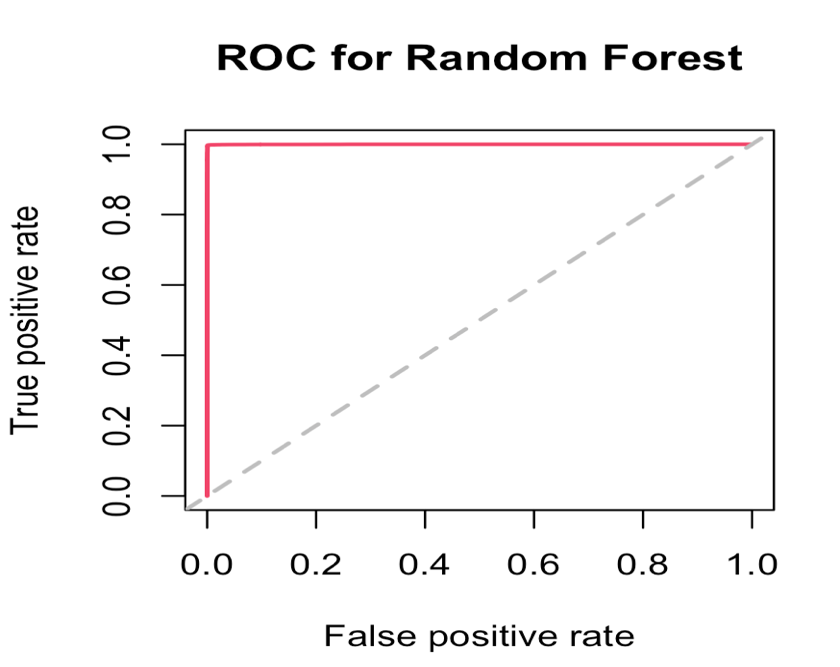 ROC for Random Forest
True positive rate
1.0
0.8
0.6
0.4
0.2
0.0
0.0 0.2 0.4 0.6 0.8 1.0
False positive rate